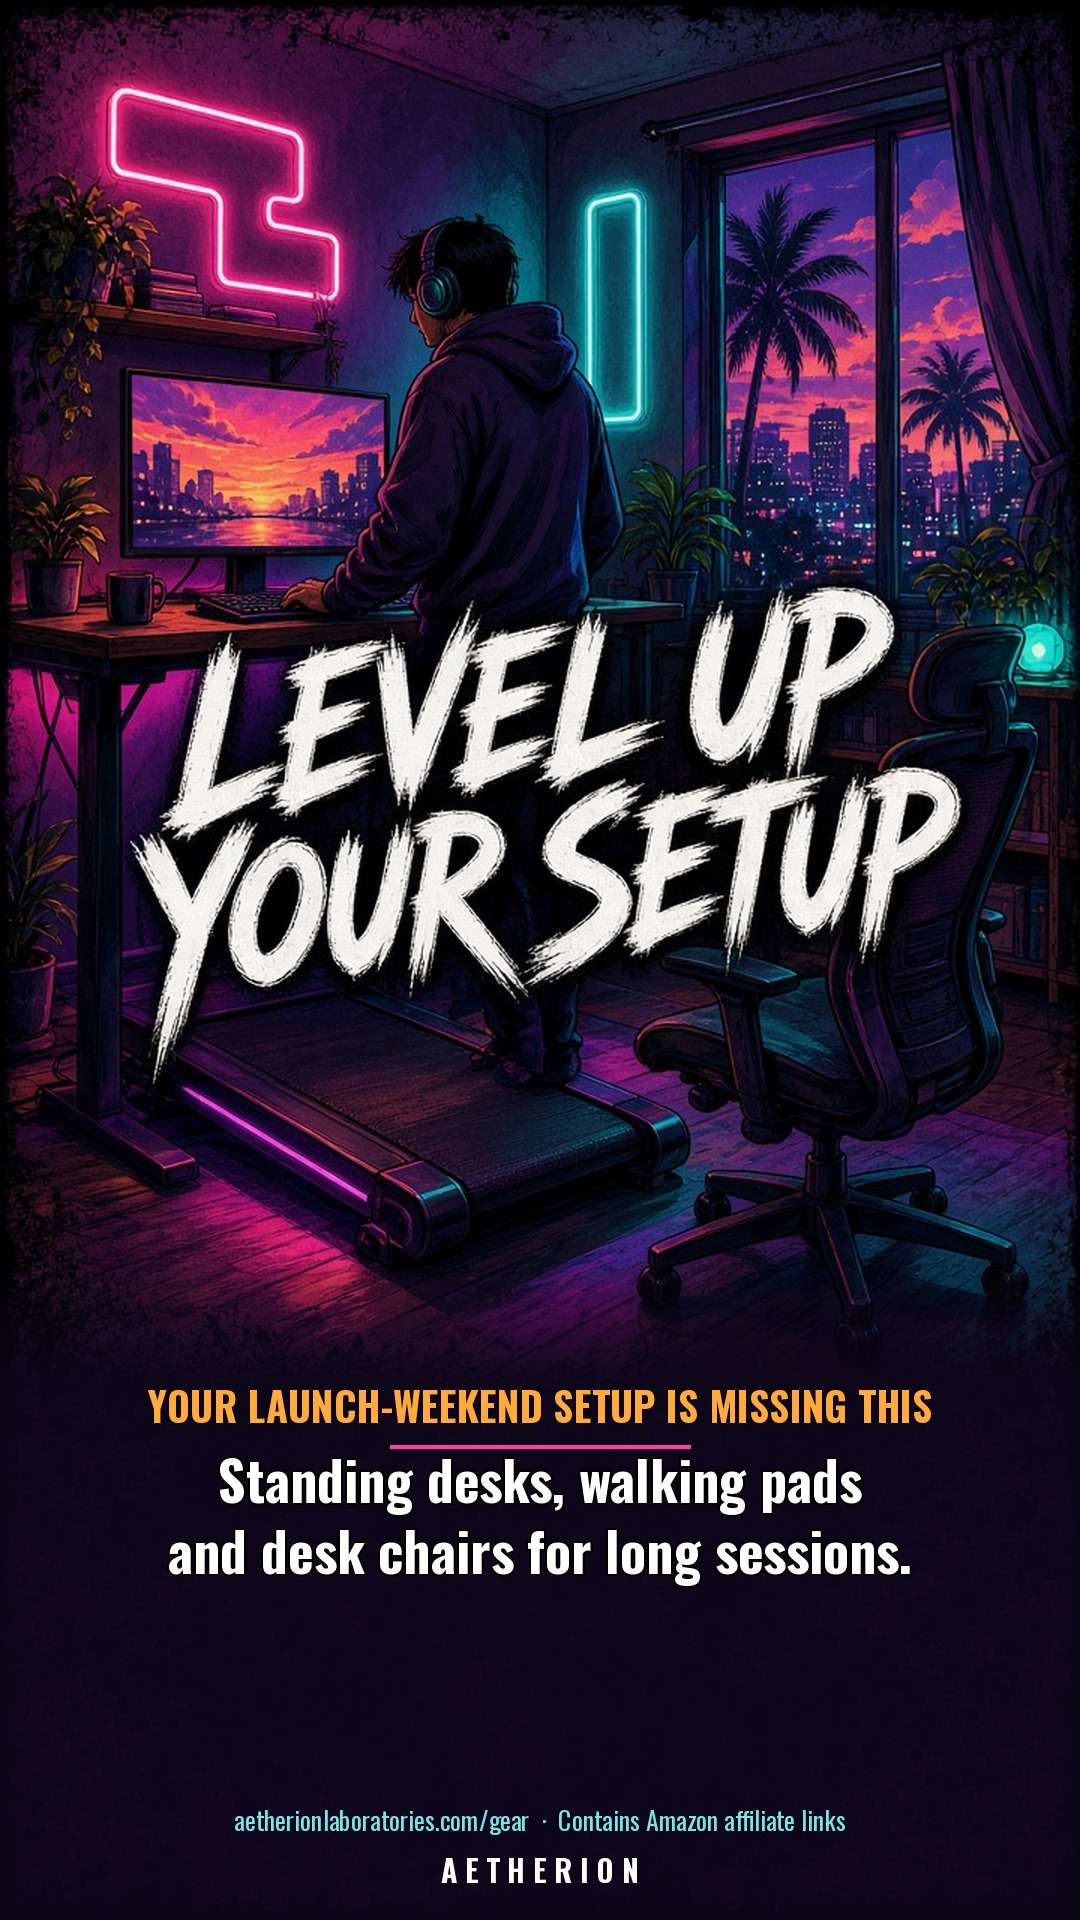 LEVEL UP
YOUR SETUP
YOUR LAUNCH-WEEKEND SETUP IS MISSING THIS
Standing desks, walking pads
and desk chairs for long sessions.
aetherionlaboratories.com/gear · Contains Amazon affiliate links
AETHERION